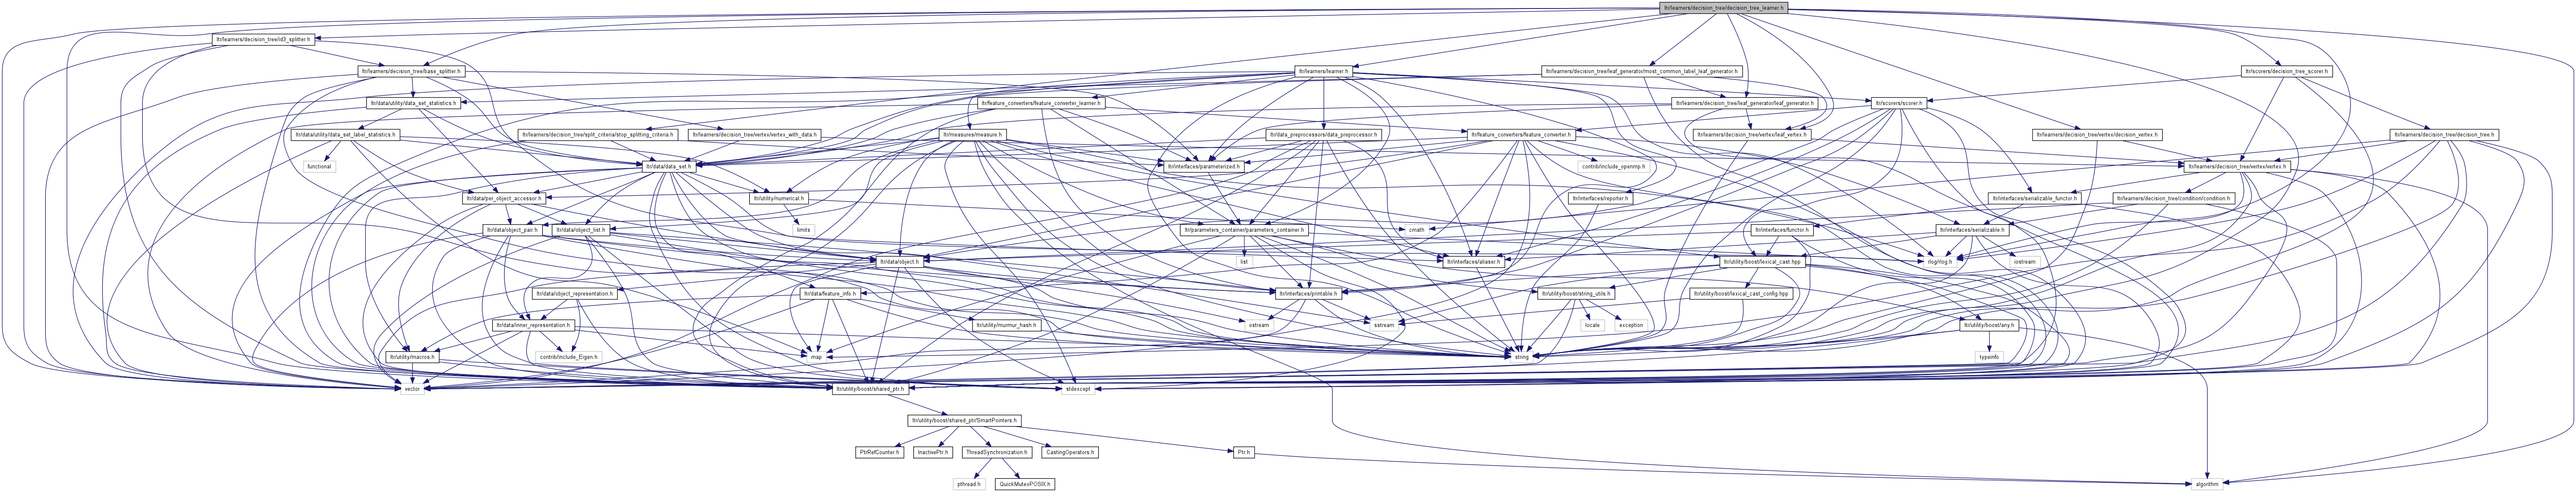 ltr/learners/decision_tree/decision_tree_learner.h
ltr/learners/decision_tree/id3_splitter.h
ltr/learners/decision_tree/base_splitter.h
ltr/learners/learner.h
ltr/learners/decision_tree/leaf_generator/most_common_label_leaf_generator.h
ltr/scorers/decision_tree_scorer.h
ltr/data/utility/data_set_statistics.h
ltr/feature_converters/feature_converter_learner.h
ltr/learners/decision_tree/leaf_generator/leaf_generator.h
ltr/scorers/scorer.h
ltr/data/utility/data_set_label_statistics.h
ltr/learners/decision_tree/split_criteria/stop_splitting_criteria.h
ltr/learners/decision_tree/vertex/vertex_with_data.h
ltr/measures/measure.h
ltr/data_preprocessors/data_preprocessor.h
ltr/feature_converters/feature_converter.h
ltr/learners/decision_tree/vertex/leaf_vertex.h
ltr/learners/decision_tree/vertex/decision_vertex.h
ltr/learners/decision_tree/decision_tree.h
functional
ltr/data/data_set.h
ltr/interfaces/parameterized.h
contrib/include_openmp.h
ltr/learners/decision_tree/vertex/vertex.h
ltr/data/per_object_accessor.h
ltr/utility/numerical.h
ltr/interfaces/reporter.h
ltr/interfaces/serializable_functor.h
ltr/learners/decision_tree/condition/condition.h
ltr/data/object_pair.h
ltr/data/object_list.h
limits
ltr/parameters_container/parameters_container.h
cmath
ltr/interfaces/functor.h
ltr/interfaces/serializable.h
ltr/data/object.h
list
ltr/interfaces/aliaser.h
ltr/utility/boost/lexical_cast.hpp
rlog/rlog.h
iostream
ltr/data/object_representation.h
ltr/data/feature_info.h
ltr/interfaces/printable.h
ltr/utility/boost/string_utils.h
ltr/utility/boost/lexical_cast_config.hpp
ltr/data/inner_representation.h
ltr/utility/murmur_hash.h
ostream
sstream
locale
exception
ltr/utility/boost/any.h
ltr/utility/macros.h
contrib/include_Eigen.h
map
string
typeinfo
vector
ltr/utility/boost/shared_ptr.h
stdexcept
ltr/utility/boost/shared_ptr/SmartPointers.h
PtrRefCounter.h
InactivePtr.h
ThreadSynchronization.h
CastingOperators.h
Ptr.h
pthread.h
QuickMutexPOSIX.h
algorithm